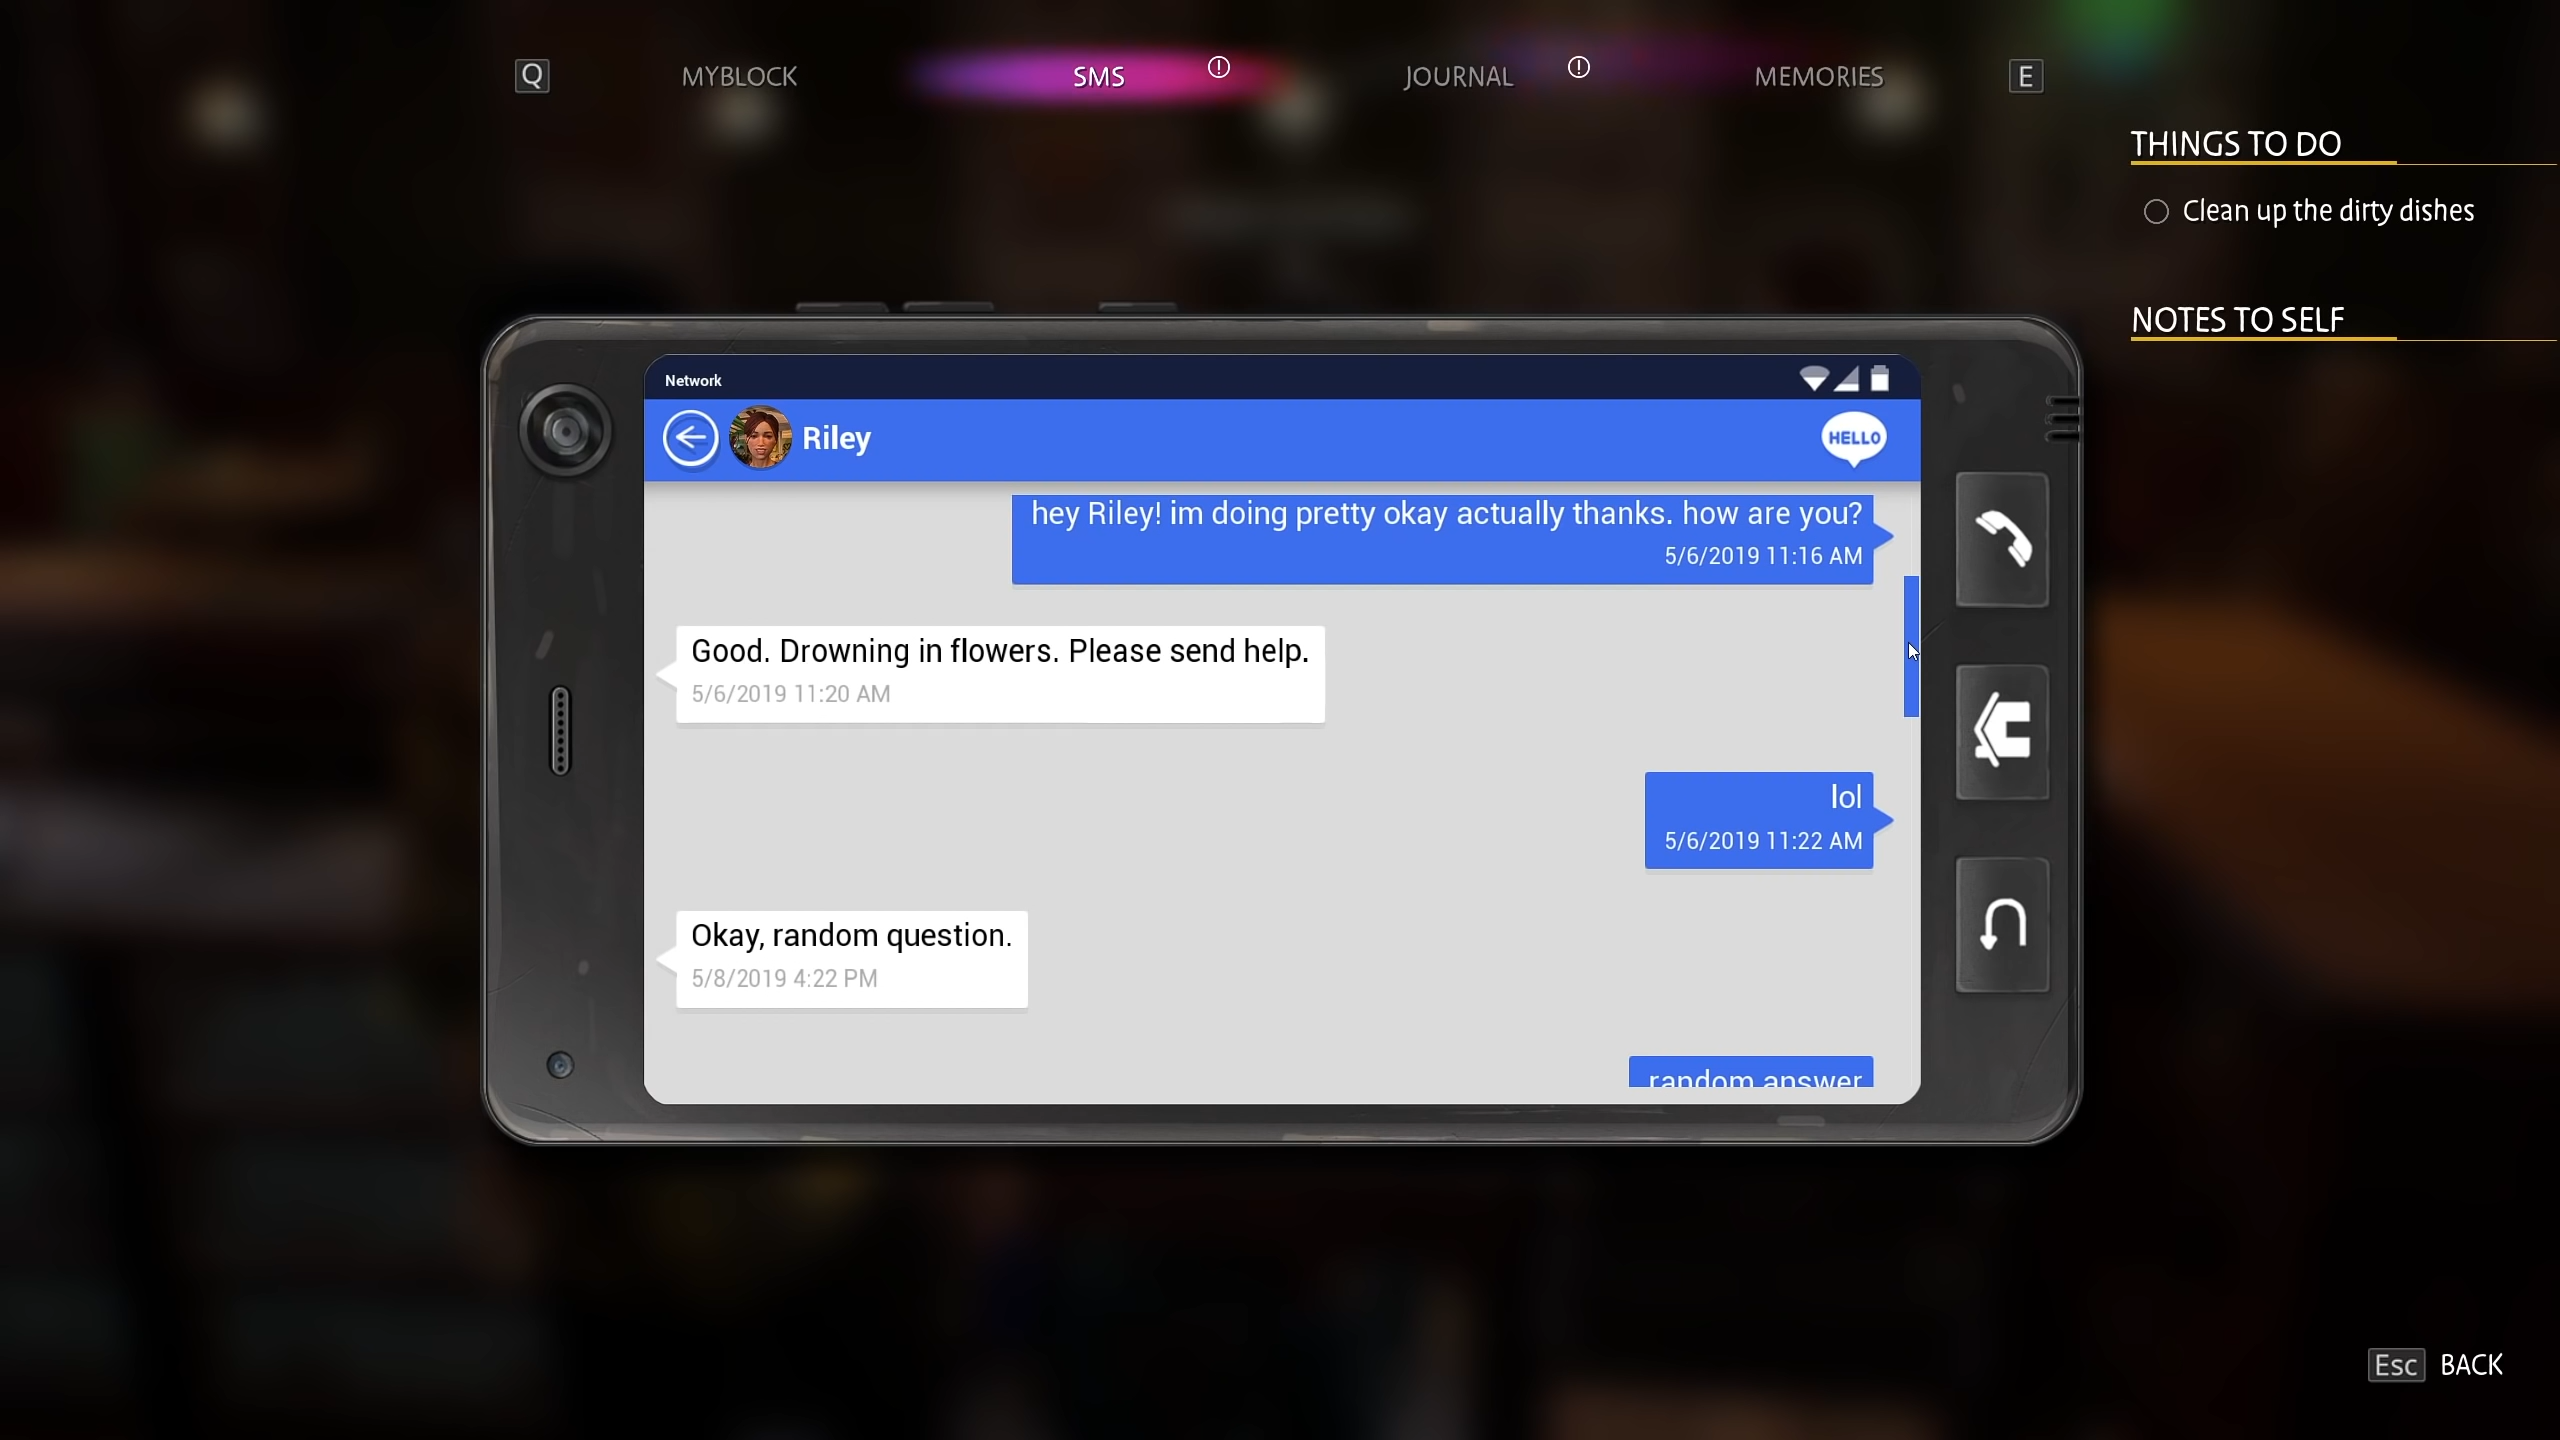 Q
MYBLOCK
SMS
JOURNAL
MEMORIES
E
THINGS TO DO
Clean up the dirty dishes
NOTES TO SELF
Network
Riley
HELLO
hey Riley! im doing pretty okay actually thanks. how are you?
5/6/2019 11:16 AM
Good. Drowning in flowers. Please send help.
5/6/2019 11:20 AM
lol
5/6/2019 11:22 AM
Okay, random question.
5/8/2019 4:22 PM
random answer
Esc BACK